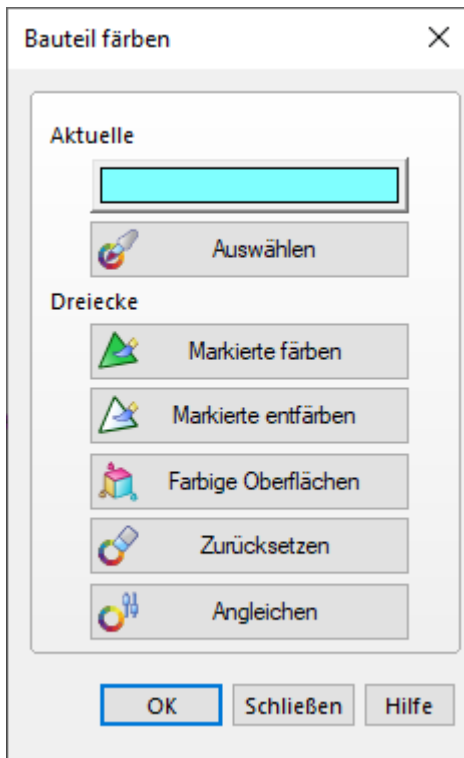 Bauteil färben
Aktuelle
Auswählen
Dreiecke
Markierte färben
Markierte entfärben
Farbige Oberflächen
Zurücksetzen
Angleichen
OK Schließen Hilfe